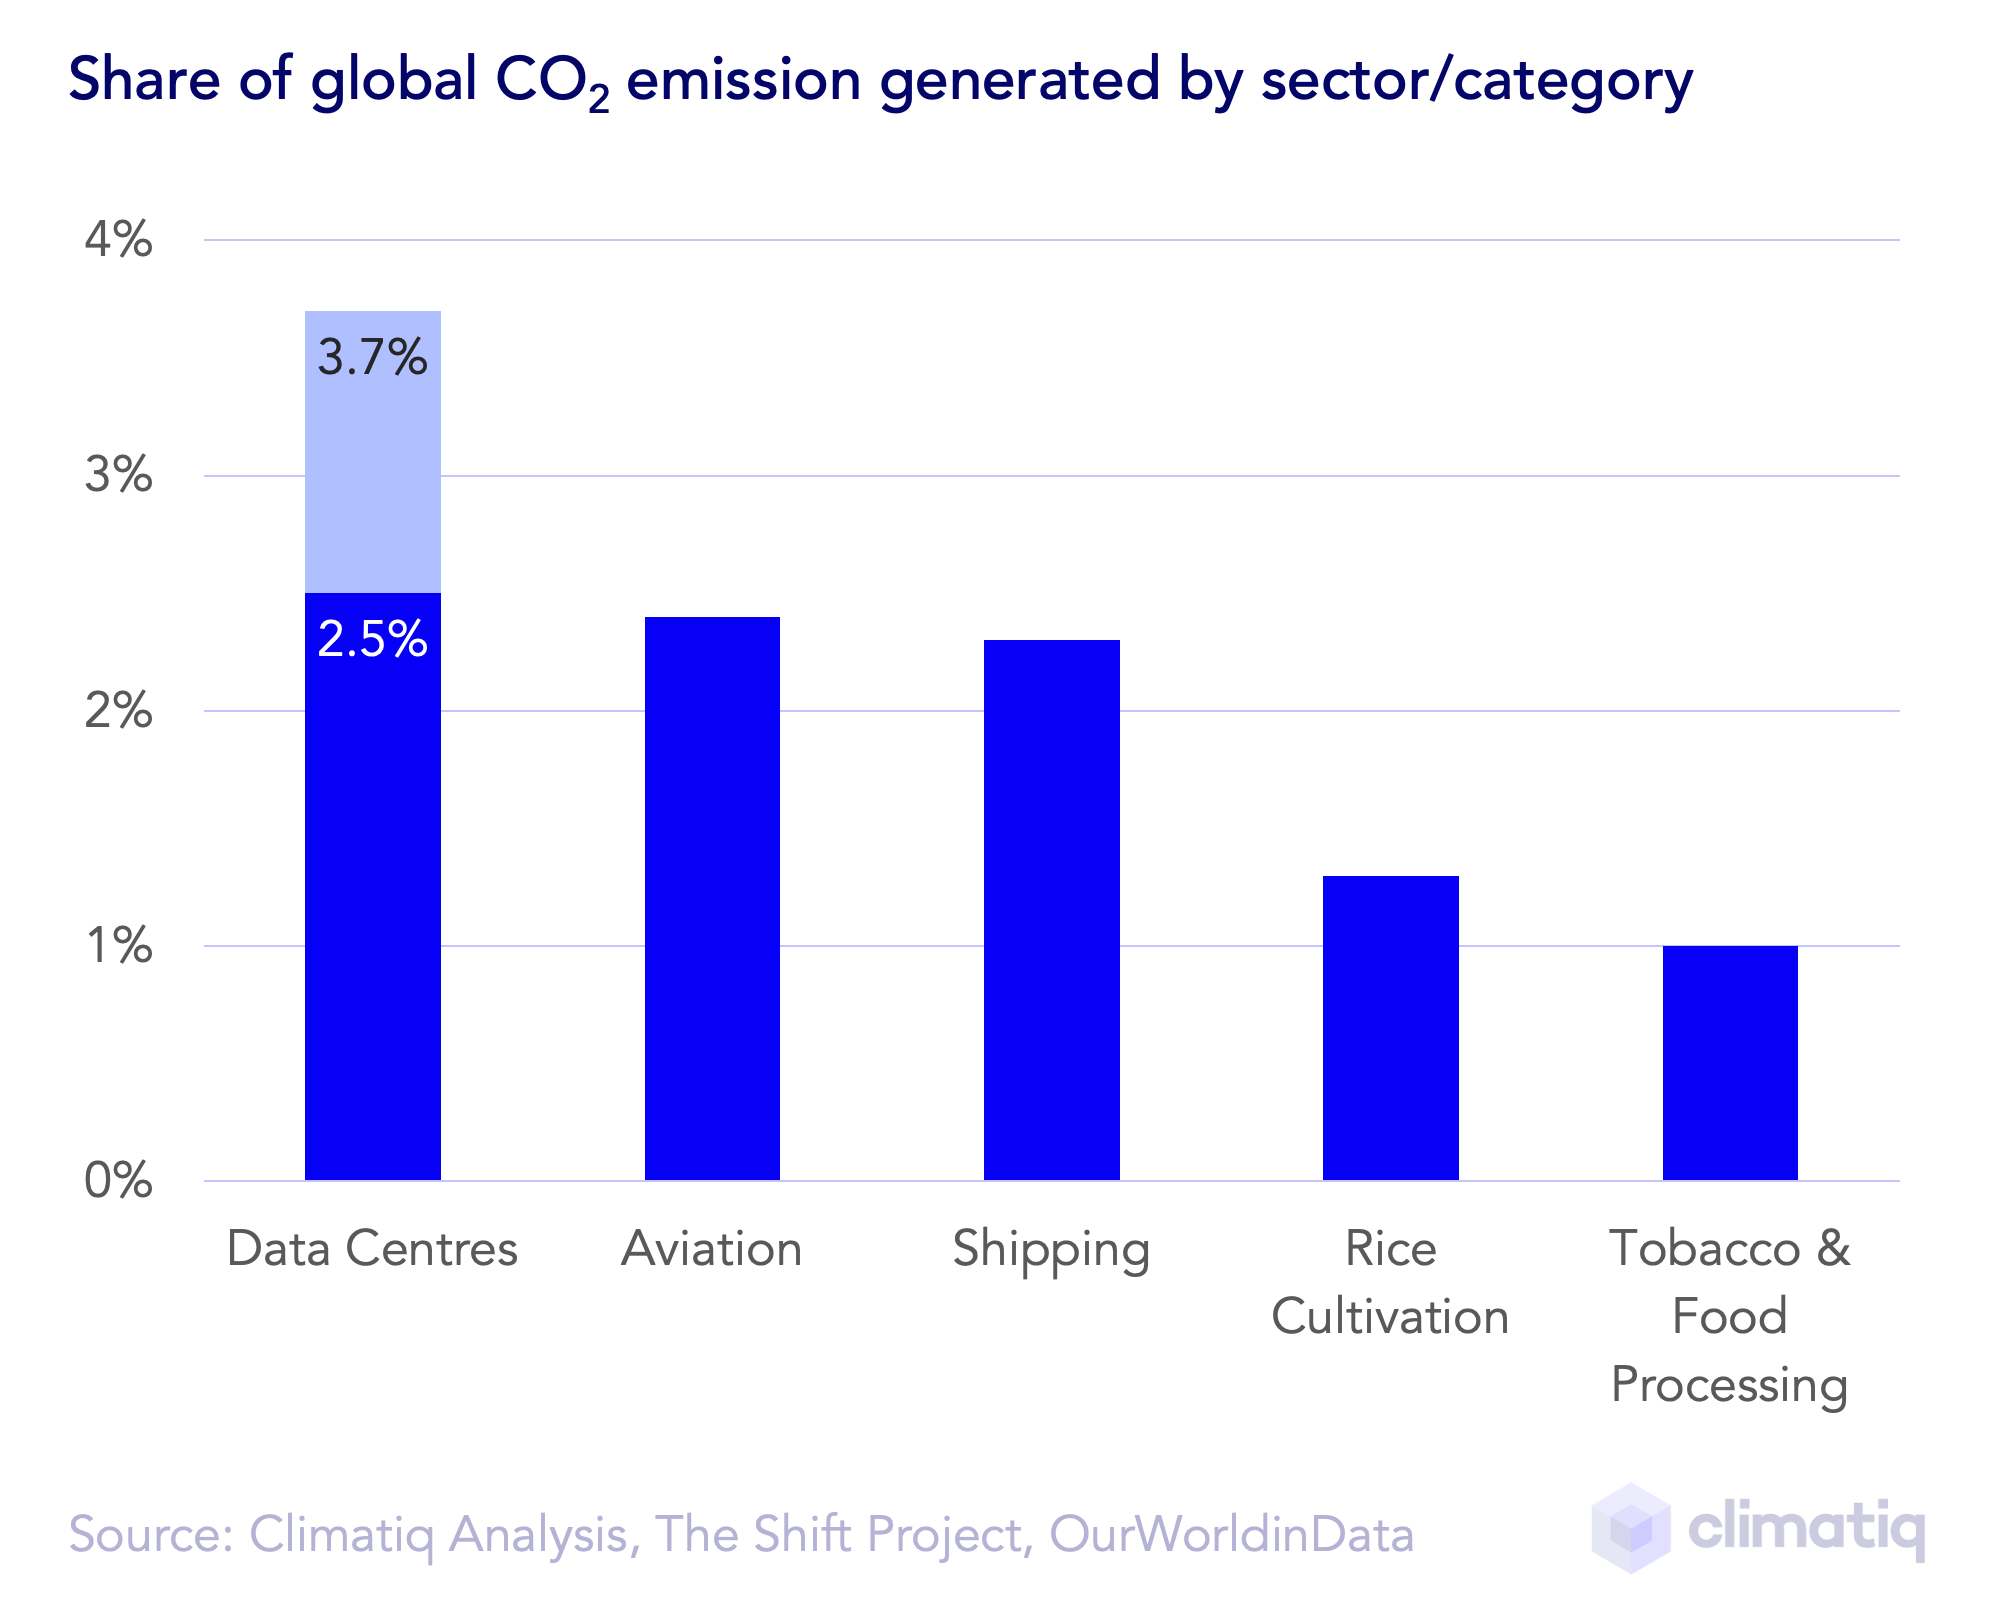 Share of global CO₂ emission generated by sector/category
4%
3%
2%
1%
0%
3.7%
2.5%
Data Centres
Aviation
Shipping
Rice
Cultivation
Tobacco &
Food
Processing
Source: Climatiq Analysis, The Shift Project, OurWorldinData
climatiq